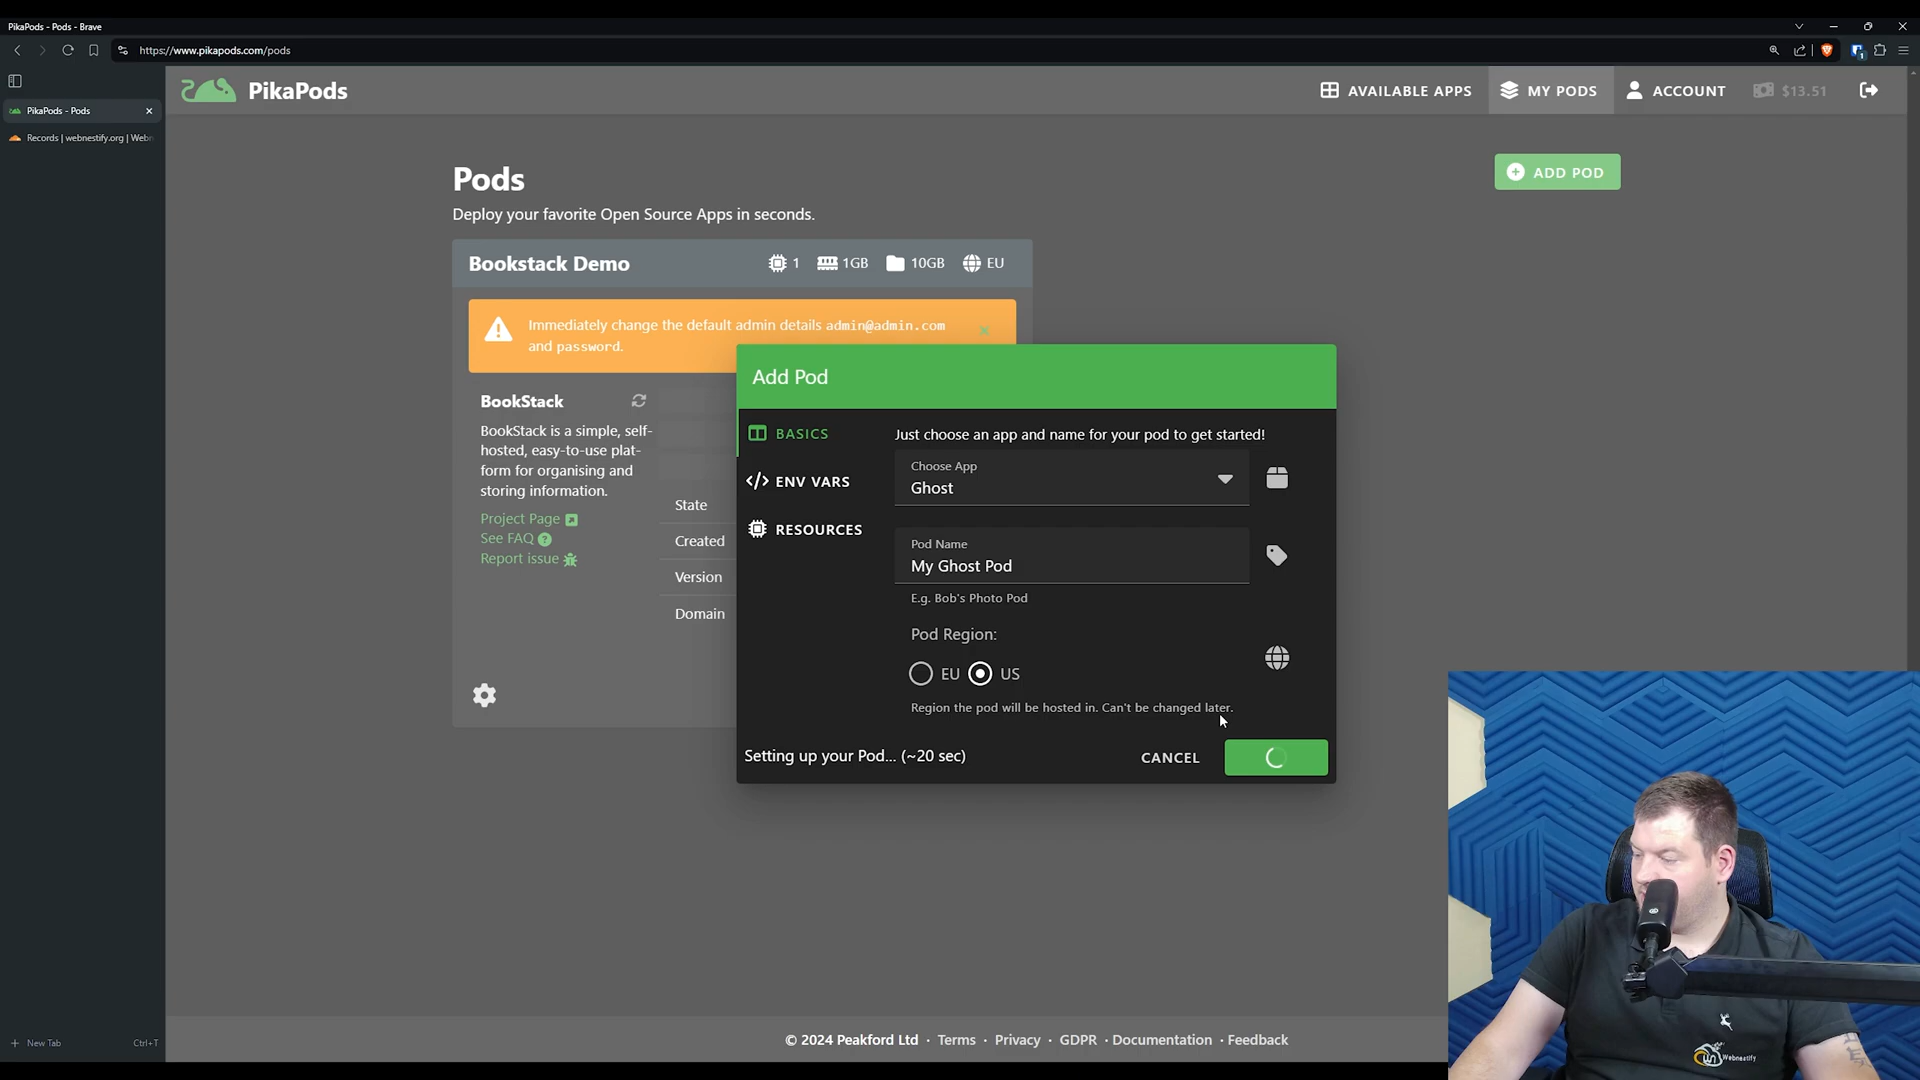 PikaPods - Pods - Brave
https://www.pikapods.com/pods
PikaPods
AVAILABLE APPS
MY PODS
ACCOUNT
$13.51
PikaPods - Pods
Records | webnestify.org | Webn
Pods
ADD POD
Deploy your favorite Open Source Apps in seconds.
Bookstack Demo
1
1GB
10GB
EU
Immediately change the default admin details admin@admin.com
and password.
BookStack
BookStack is a simple, self-
hosted, easy-to-use plat-
form for organising and
storing information.
Project Page
See FAQ
Report issue
State
Created
Version
Domain
Add Pod
BASICS
ENV VARS
RESOURCES
Just choose an app and name for your pod to get started!
Choose App
Ghost
Pod Name
My Ghost Pod
E.g. Bob's Photo Pod
Pod Region:
EU
US
Region the pod will be hosted in. Can't be changed later.
Setting up your Pod... (~20 sec)
CANCEL
New Tab
Ctrl+T
© 2024 Peakford Ltd · Terms · Privacy · GDPR · Documentation · Feedback
Webnestify